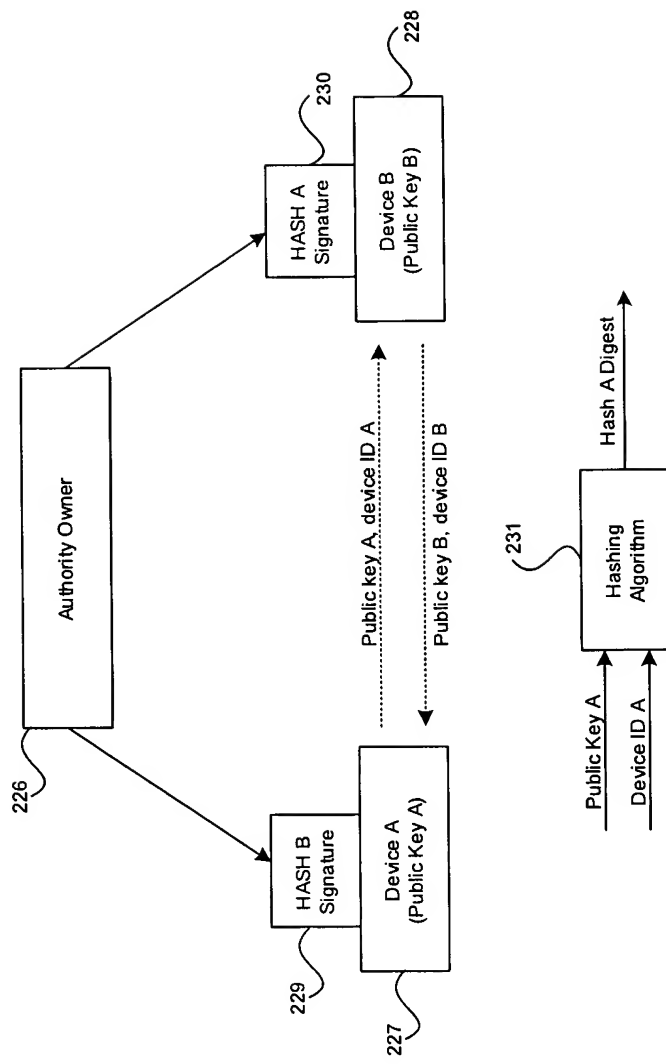 Authority Owner
226
HASH B
Signature
229
Device A
(Public Key A)
227
HASH A
Signature
230
Device B
(Public Key B)
228
Public key A, device ID A
Public key B, device ID B
Public Key A
Device ID A
231
Hashing
Algorithm
Hash A Digest